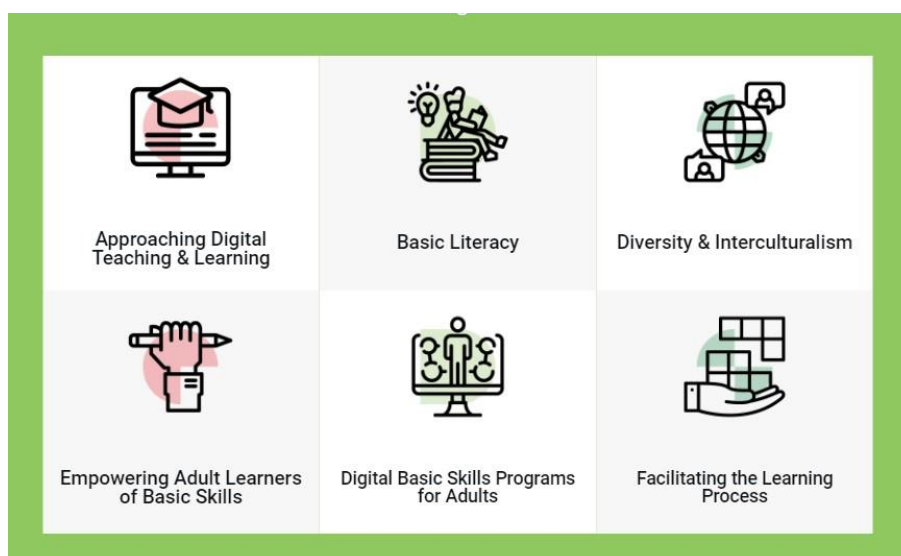 Approaching Digital
Teaching & Learning
Basic Literacy
Diversity & Interculturalism
Empowering Adult Learners
of Basic Skills
Digital Basic Skills Programs
for Adults
Facilitating the Learning
Process